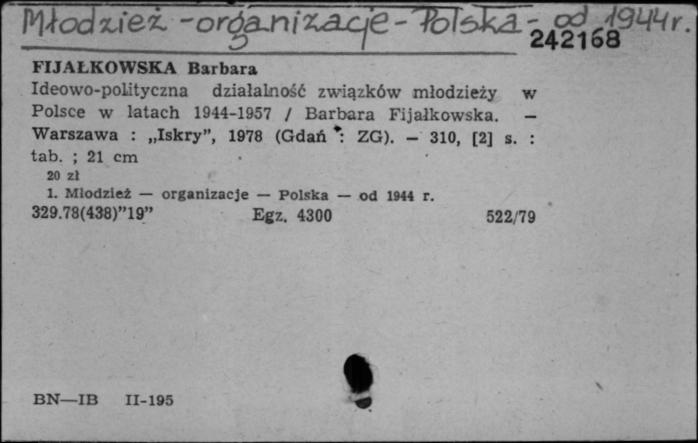 Młodzież - organizacje - Polska - od 1944 r.
242168
FIJAŁKOWSKA Barbara
Ideowo-polityczna działalność związków młodzieży w
Polsce w latach 1944-1957 / Barbara Fijałkowska. —
Warszawa : „Iskry”, 1978 (Gdań : ZG). — 310, [2] s. :
tab. ; 21 cm
20 zł
1. Młodzież — organizacje — Polska — od 1944 r.
329.78(438)”19” Egz. 4300 522/79
BN—IB II-195